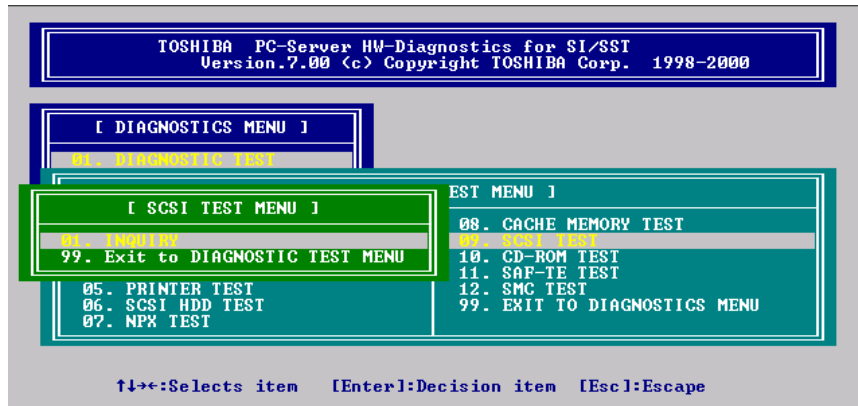 TOSHIBA PC-Server HW-Diagnostics for SI/SST
Version.7.00 (c) Copyright TOSHIBA Corp. 1998-2000
[ DIAGNOSTICS MENU ]
01. DIAGNOSTIC TEST
EST MENU ]
[ SCSI TEST MENU ]
01. INQUIRY
99. Exit to DIAGNOSTIC TEST MENU
05. PRINTER TEST
06. SCSI HDD TEST
07. NPX TEST
08. CACHE MEMORY TEST
09. SCSI TEST
10. CD-ROM TEST
11. SAF-TE TEST
12. SMC TEST
99. EXIT TO DIAGNOSTICS MENU
↑↓→←:Selects item [Enter]:Decision item [Esc]:Escape